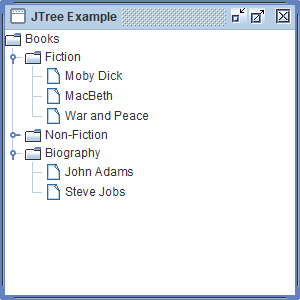 JTree Example
Books
Fiction
Moby Dick
MacBeth
War and Peace
Non-Fiction
Biography
John Adams
Steve Jobs